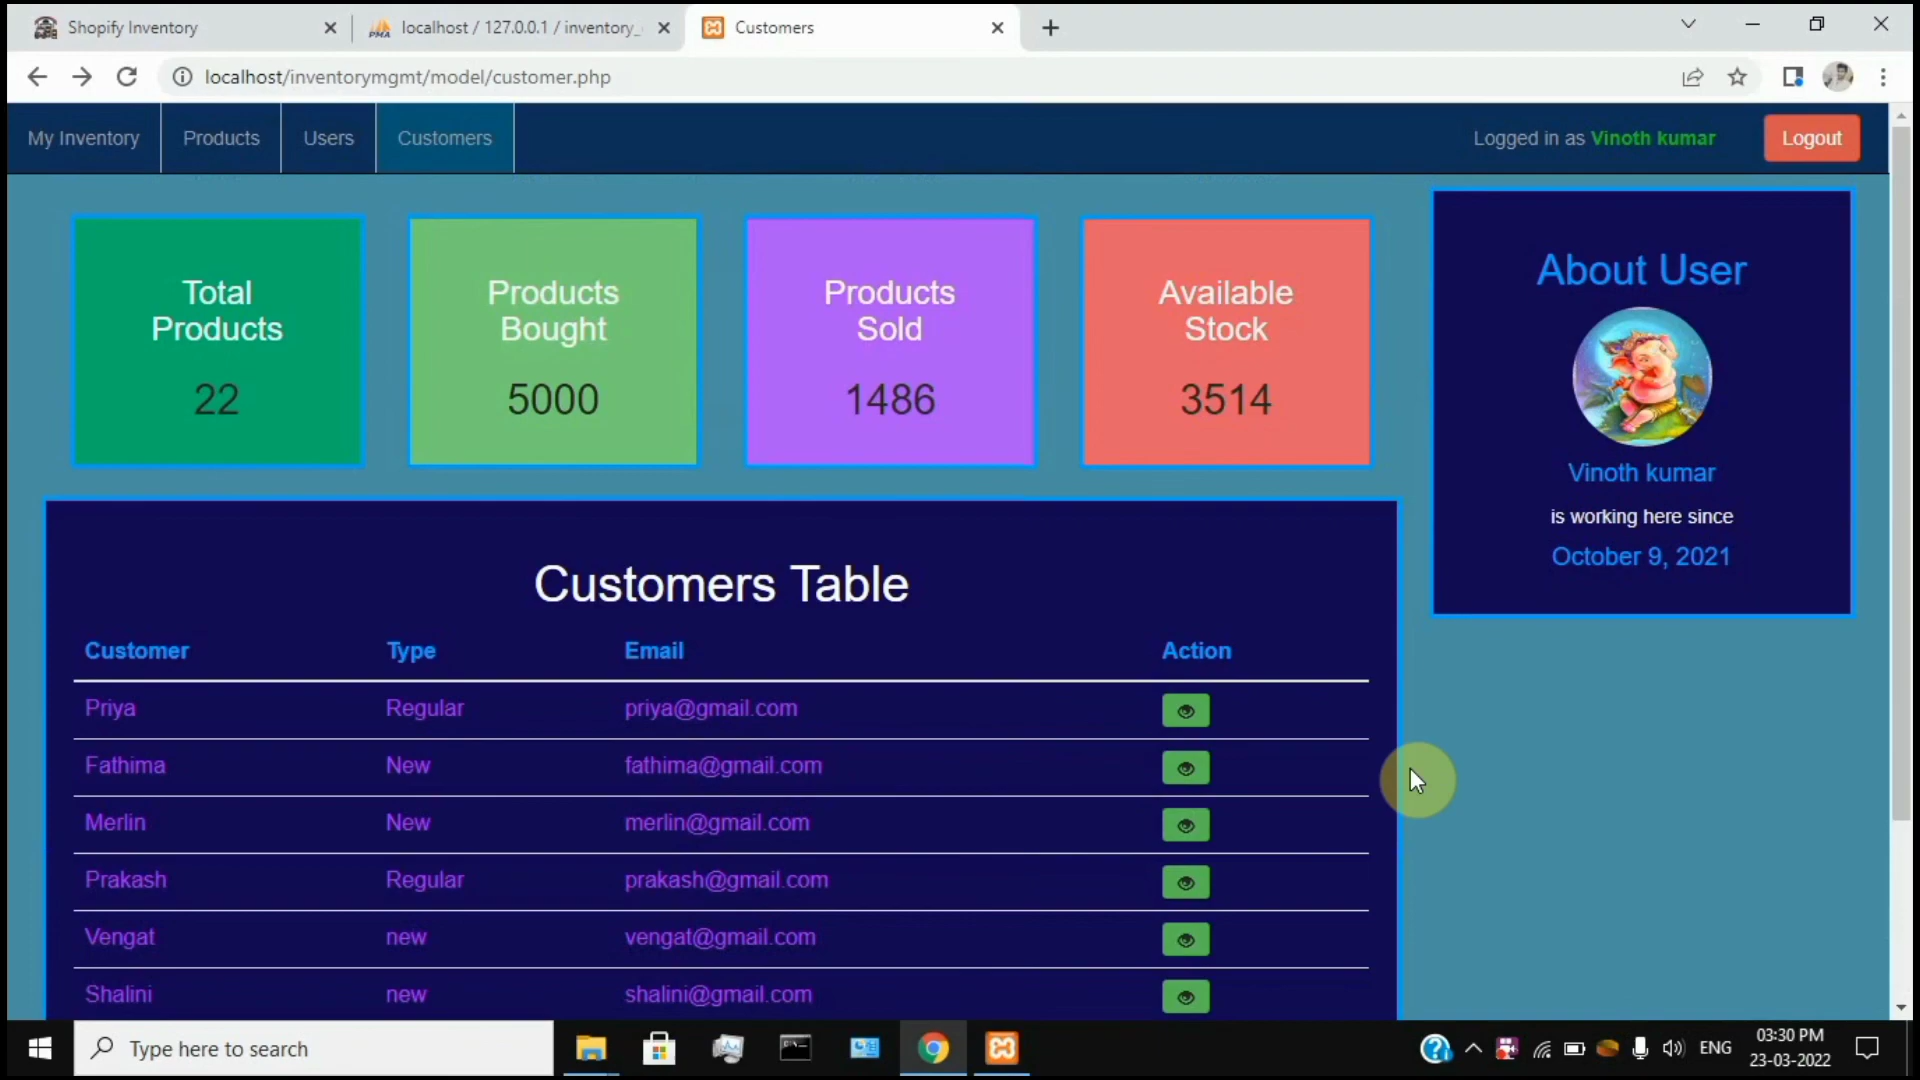 Shopify Inventory
localhost / 127.0.0.1 / inventory_
Customers
localhost/inventorymgmt/model/customer.php
My Inventory
Products
Users
Customers
Logged in as Vinoth kumar
Logout
Total
Products
22
Products
Bought
5000
Products
Sold
1486
Available
Stock
3514
About User
Vinoth kumar
is working here since
October 9, 2021
Customers Table
Customer Type Email Action
Priya Regular priya@gmail.com
Fathima New fathima@gmail.com
Merlin New merlin@gmail.com
Prakash Regular prakash@gmail.com
Vengat new vengat@gmail.com
Shalini new shalini@gmail.com
Type here to search
ENG
03:30 PM
23-03-2022